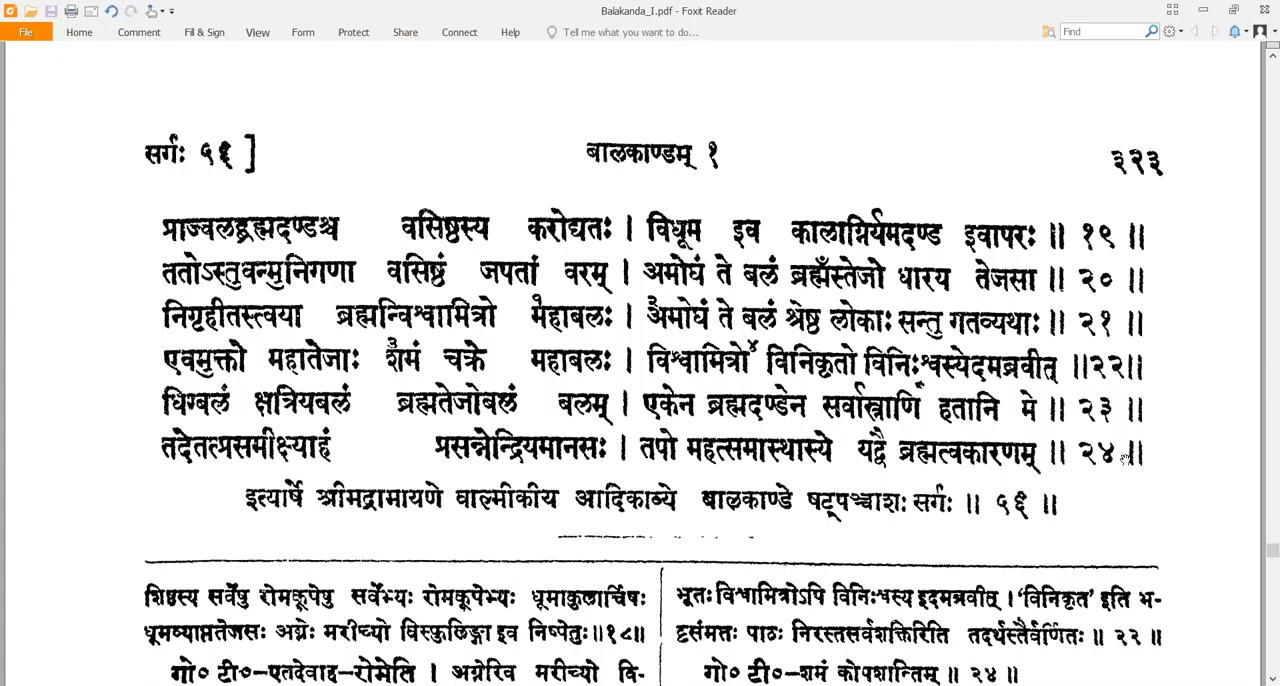 Balakanda_I.pdf - Foxit Reader
File Home Comment Fill & Sign View Form Protect Share Connect Help Tell me what you want to do... Find
सर्गः ५६ ] बालकाण्डम् १ ३२३
प्राज्वलद्ब्रह्मदण्डश्च वसिष्ठस्य करोद्यतः । विधूम इव कालाग्निर्यमदण्ड इवापरः ॥ १९ ॥
ततोऽस्तुवन्मुनिगणा वसिष्ठं जपतां वरम् । अमोघं ते बलं ब्रह्मँस्तेजो धारय तेजसा ॥ २० ॥
निगृहीतस्त्वया ब्रह्मन्विश्वामित्रो महाबलः । अमोघं ते बलं श्रेष्ठ लोकाः सन्तु गतव्यथाः ॥ २१ ॥
एवमुक्तो महातेजाः शमं चक्रे महाबलः । विश्वामित्रो४ विनिकृतो विनिःश्वस्येदमब्रवीत् ॥२२॥
धिग्बलं क्षत्रियबलं ब्रह्मतेजोबलं बलम् । एकेन ब्रह्मदण्डेन सर्वास्त्राणि हतानि मे ॥ २३ ॥
तदेतत्प्रसमीक्ष्याहं प्रसन्नेन्द्रियमानसः । तपो महत्समास्थास्ये यद्वै ब्रह्मत्वकारणम् ॥ २४ ॥
इत्यार्षे श्रीमद्रामायणे वाल्मीकीय आदिकाव्ये बालकाण्डे षट्पञ्चाशः सर्गः ॥ ५६ ॥
शिष्ठस्य सर्वेषु रोमकूपेषु सर्वेभ्यः रोमकूपेभ्यः धूमाकुलार्चिषः
धूमव्याप्ततेजसः अग्नेः मरीच्यो विस्फुलिङ्गा इव निष्पेतुः॥१८॥
गो० टी०—एतदेवाह-रोमेति । अग्नेरिव मरीच्यो वि-
भूतः विश्वामित्रोऽपि विनिःश्वस्य इदमब्रवीत् । 'विनिकृत' इति भ-
ट्टसंमतः पाठः निरस्तसर्वशक्तिरिति तदर्थस्तैर्वर्णितः ॥ २२ ॥
गो० टी०—शमं कोपशान्तिम् ॥ २४ ॥